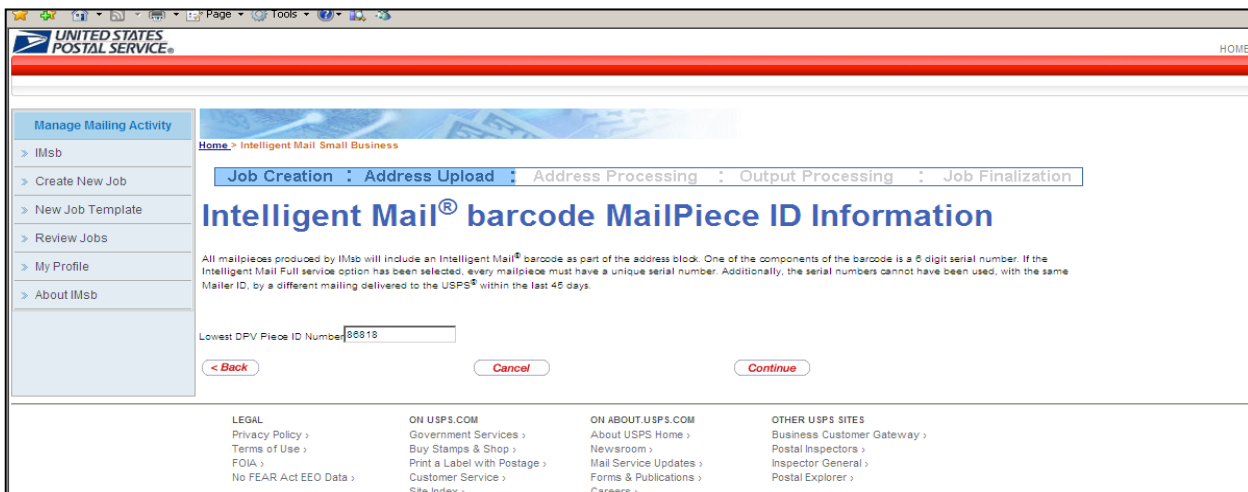 Page Tools
UNITED STATES
POSTAL SERVICE®
HOME
Manage Mailing Activity
» IMsb
» Create New Job
» New Job Template
» Review Jobs
» My Profile
» About IMsb
Home > Intelligent Mail Small Business
Job Creation : Address Upload : Address Processing : Output Processing : Job Finalization
Intelligent Mail® barcode MailPiece ID Information
All mailpieces produced by IMsb will include an Intelligent Mail® barcode as part of the address block. One of the components of the barcode is a 6 digit serial number. If the
Intelligent Mail Full service option has been selected, every mailpiece must have a unique serial number. Additionally, the serial numbers cannot have been used, with the same
Mailer ID, by a different mailing delivered to the USPS® within the last 45 days.
Lowest DPV Piece ID Number 86818
< Back
Cancel
Continue
LEGAL
Privacy Policy ›
Terms of Use ›
FOIA ›
No FEAR Act EEO Data ›
ON USPS.COM
Government Services ›
Buy Stamps & Shop ›
Print a Label with Postage ›
Customer Service ›
Site Index ›
ON ABOUT.USPS.COM
About USPS Home ›
Newsroom ›
Mail Service Updates ›
Forms & Publications ›
Careers ›
OTHER USPS SITES
Business Customer Gateway ›
Postal Inspectors ›
Inspector General ›
Postal Explorer ›